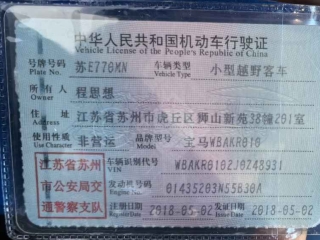 中华人民共和国机动车行驶证
Vehicle License of the People's Republic of China
号牌号码 苏E770MN 车辆类型 小型越野客车
Plate No. Vehicle Type
所有人 程思想
Owner
住址 江苏省苏州市虎丘区狮山新苑38幢201室
Address
使用性质 非营运 品牌型号 宝马WBAKR010
Use Character Model
江苏省苏州 车辆识别代号 WBAKR0102J0Z48931
VIN
市公安局交 发动机号码 01435203N55B30A
Engine No.
通警察支队 注册日期 2018-05-02 发证日期 2018-05-02
Register Date Issue Date